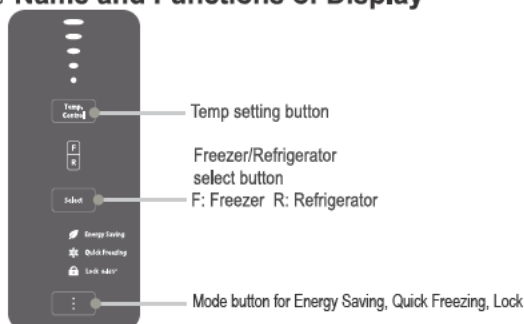 Name and Functions of Display
Temp.
Control
Temp setting button
F
R
Freezer/Refrigerator
select button
Select
F: Freezer R: Refrigerator
Energy Saving
Quick Freezing
Lock
Mode button for Energy Saving, Quick Freezing, Lock